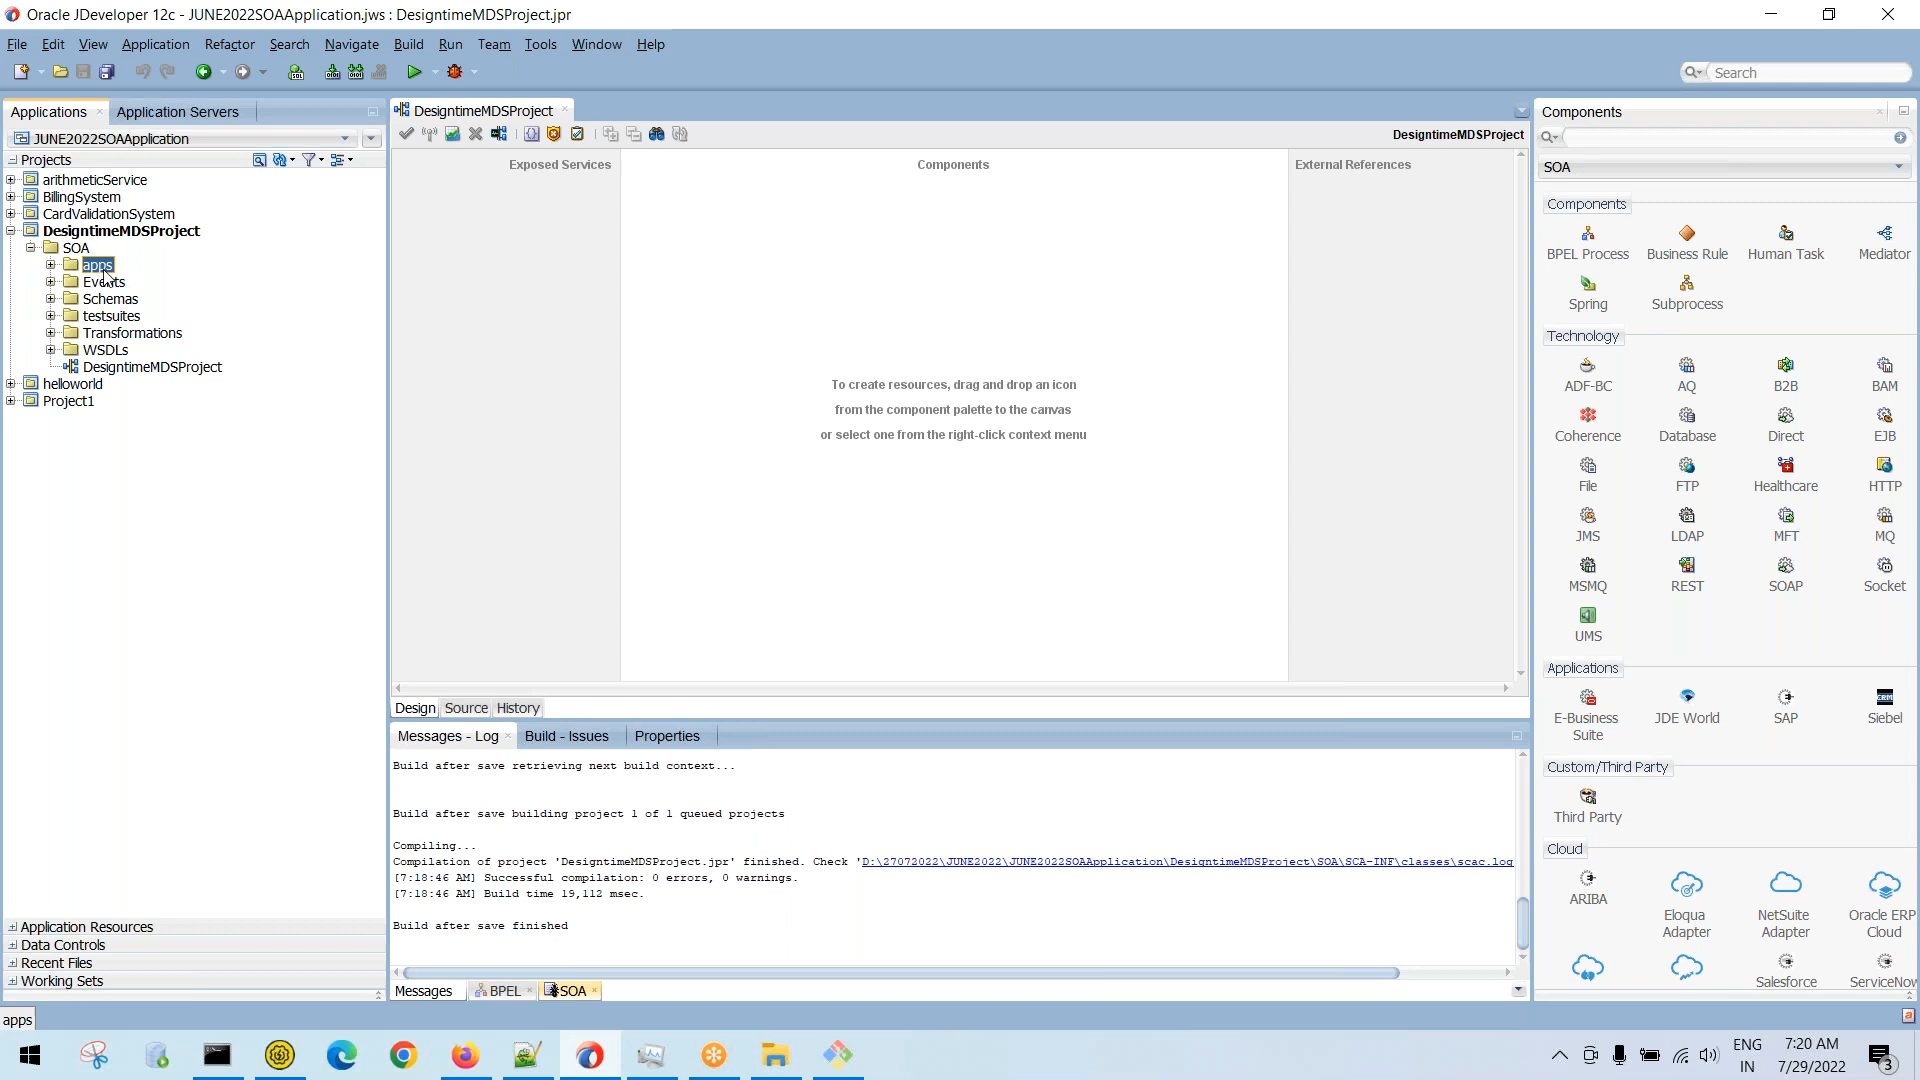 Oracle JDeveloper 12c - JUNE2022SOAApplication.jws : DesigntimeMDSProject.jpr
File Edit View Application Refactor Search Navigate Build Run Team Tools Window Help
Search
Applications Application Servers
JUNE2022SOAApplication
Projects
arithmeticService
BillingSystem
CardValidationSystem
DesigntimeMDSProject
SOA
apps
Events
Schemas
testsuites
Transformations
WSDLs
DesigntimeMDSProject
helloworld
Project1
Application Resources
Data Controls
Recent Files
Working Sets
DesigntimeMDSProject
DesigntimeMDSProject
Exposed Services Components External References
To create resources, drag and drop an icon
from the component palette to the canvas
or select one from the right-click context menu
Design Source History
Messages - Log Build - Issues Properties
Build after save retrieving next build context...
Build after save building project 1 of 1 queued projects
Compiling...
Compilation of project 'DesigntimeMDSProject.jpr' finished. Check 'D:\27072022\JUNE2022\JUNE2022SOAApplication\DesigntimeMDSProject\SOA\SCA-INF\classes\scac.log
[7:18:46 AM] Successful compilation: 0 errors, 0 warnings.
[7:18:46 AM] Build time 19,112 msec.
Build after save finished
Messages BPEL SOA
Components
SOA
Components
BPEL Process Business Rule Human Task Mediator
Spring Subprocess
Technology
ADF-BC AQ B2B BAM
Coherence Database Direct EJB
File FTP Healthcare HTTP
JMS LDAP MFT MQ
MSMQ REST SOAP Socket
UMS
Applications
E-Business Suite JDE World SAP Siebel
Custom/Third Party
Third Party
Cloud
ARIBA Eloqua Adapter NetSuite Adapter Oracle ERP Cloud
Salesforce ServiceNow
apps
ENG
IN
7:20 AM
7/29/2022
3